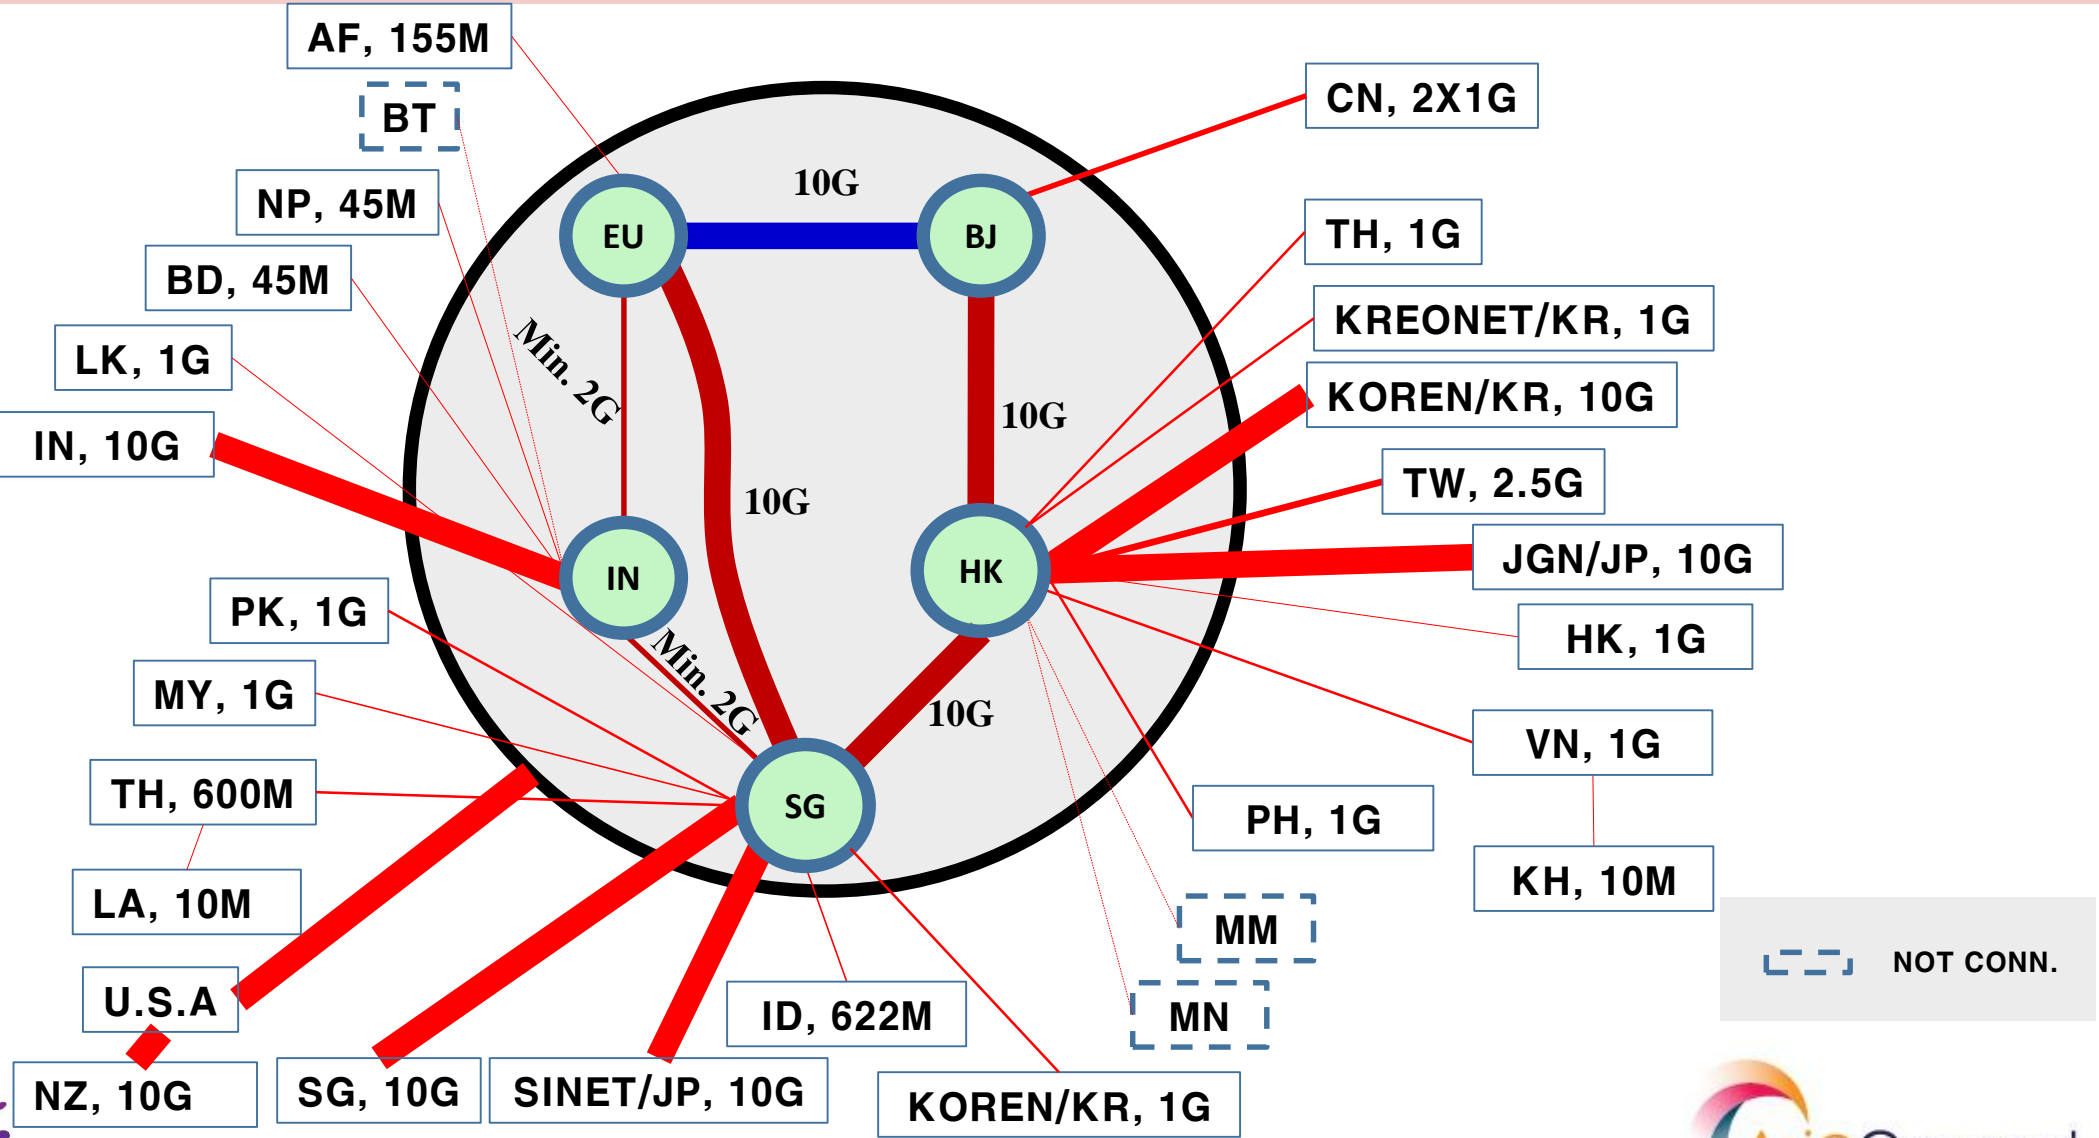 AF, 155M
BT
NP, 45M
BD, 45M
LK, 1G
IN, 10G
PK, 1G
MY, 1G
TH, 600M
LA, 10M
U.S.A
NZ, 10G
SG, 10G
SINET/JP, 10G
ID, 622M
KOREN/KR, 1G
EU
10G
BJ
Min. 2G
10G
10G
IN
HK
Min. 2G
10G
SG
CN, 2X1G
TH, 1G
KREONET/KR, 1G
KOREN/KR, 10G
TW, 2.5G
JGN/JP, 10G
HK, 1G
VN, 1G
PH, 1G
KH, 10M
MM
MN
NOT CONN.